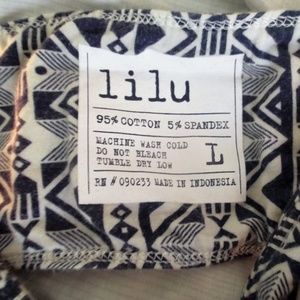 lilu
95% COTTON 5% SPANDEX
MACHINE WASH COLD
DO NOT BLEACH
TUMBLE DRY LOW
L
RN # 090233 MADE IN INDONESIA